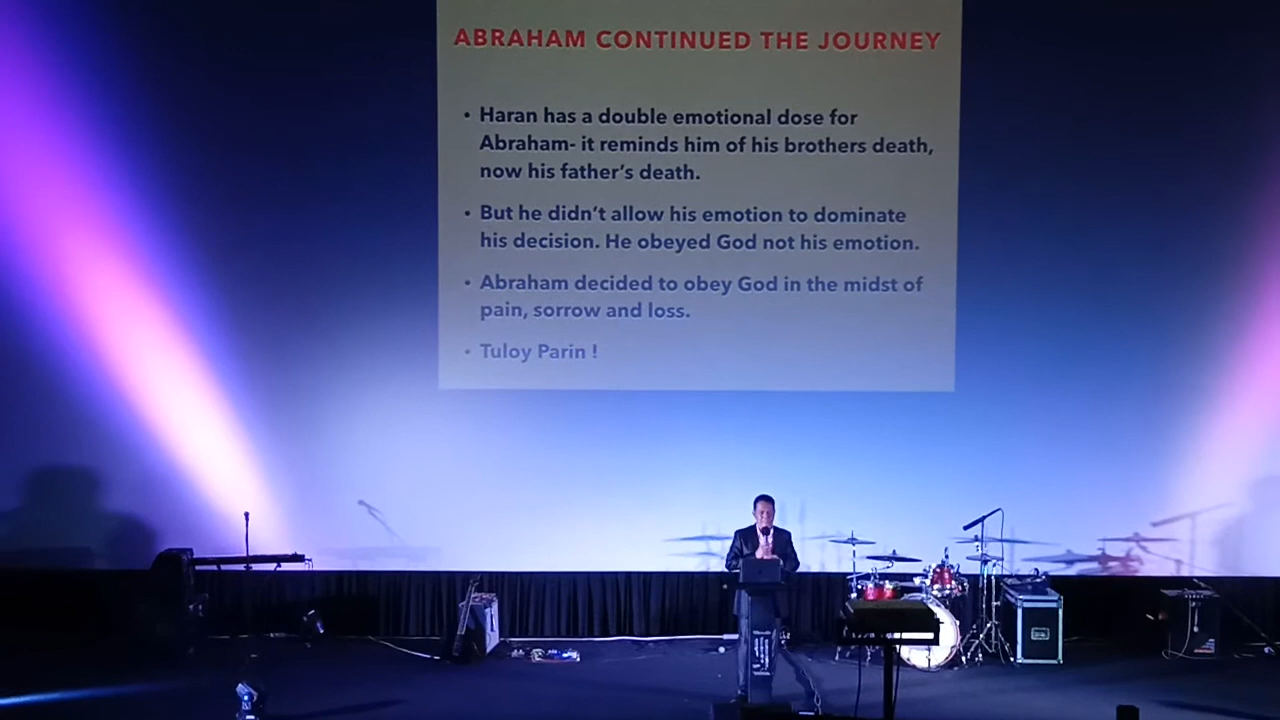 ABRAHAM CONTINUED THE JOURNEY
• Haran has a double emotional dose for
Abraham- it reminds him of his brothers death,
now his father's death.
• But he didn't allow his emotion to dominate
his decision. He obeyed God not his emotion.
• Abraham decided to obey God in the midst of
pain, sorrow and loss.
• Tuloy Parin !